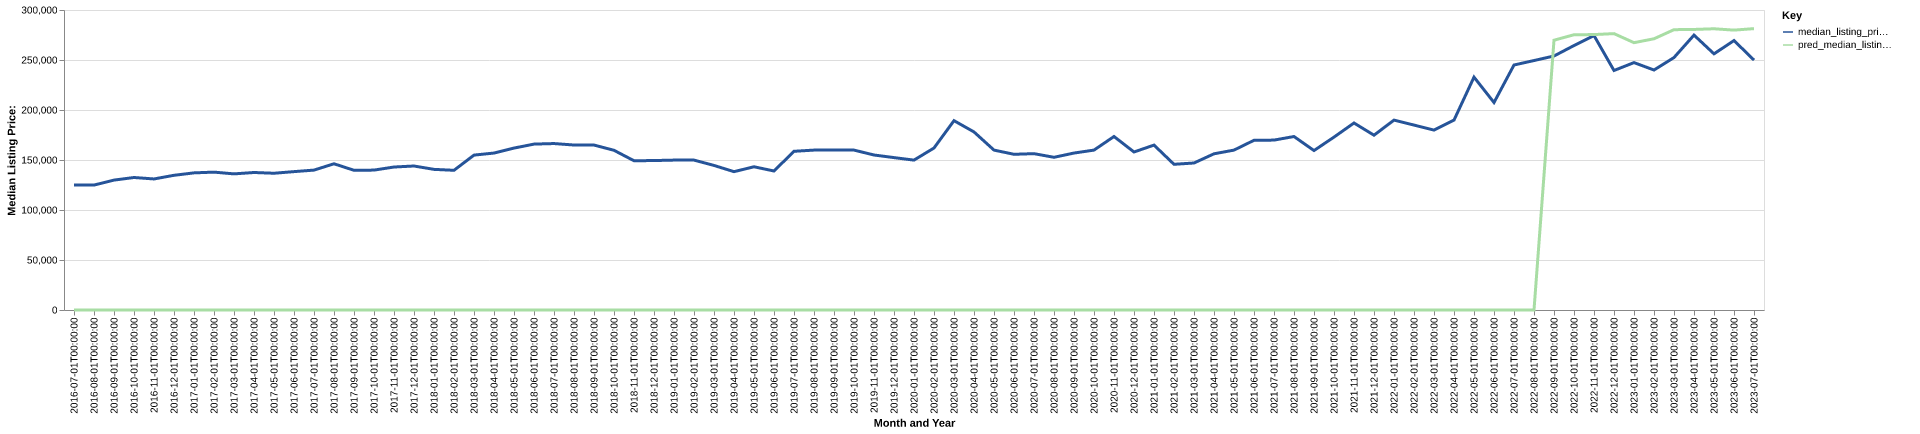 300,000
250,000
200,000
150,000
100,000
50,000
0
Median Listing Price:
2016-07-01T00:00:00
2016-08-01T00:00:00
2016-09-01T00:00:00
2016-10-01T00:00:00
2016-11-01T00:00:00
2016-12-01T00:00:00
2017-01-01T00:00:00
2017-02-01T00:00:00
2017-03-01T00:00:00
2017-04-01T00:00:00
2017-05-01T00:00:00
2017-06-01T00:00:00
2017-07-01T00:00:00
2017-08-01T00:00:00
2017-09-01T00:00:00
2017-10-01T00:00:00
2017-11-01T00:00:00
2017-12-01T00:00:00
2018-01-01T00:00:00
2018-02-01T00:00:00
2018-03-01T00:00:00
2018-04-01T00:00:00
2018-05-01T00:00:00
2018-06-01T00:00:00
2018-07-01T00:00:00
2018-08-01T00:00:00
2018-09-01T00:00:00
2018-10-01T00:00:00
2018-11-01T00:00:00
2018-12-01T00:00:00
2019-01-01T00:00:00
2019-02-01T00:00:00
2019-03-01T00:00:00
2019-04-01T00:00:00
2019-05-01T00:00:00
2019-06-01T00:00:00
2019-07-01T00:00:00
2019-08-01T00:00:00
2019-09-01T00:00:00
2019-10-01T00:00:00
2019-11-01T00:00:00
2019-12-01T00:00:00
2020-01-01T00:00:00
2020-02-01T00:00:00
2020-03-01T00:00:00
2020-04-01T00:00:00
2020-05-01T00:00:00
2020-06-01T00:00:00
2020-07-01T00:00:00
2020-08-01T00:00:00
2020-09-01T00:00:00
2020-10-01T00:00:00
2020-11-01T00:00:00
2020-12-01T00:00:00
2021-01-01T00:00:00
2021-02-01T00:00:00
2021-03-01T00:00:00
2021-04-01T00:00:00
2021-05-01T00:00:00
2021-06-01T00:00:00
2021-07-01T00:00:00
2021-08-01T00:00:00
2021-09-01T00:00:00
2021-10-01T00:00:00
2021-11-01T00:00:00
2021-12-01T00:00:00
2022-01-01T00:00:00
2022-02-01T00:00:00
2022-03-01T00:00:00
2022-04-01T00:00:00
2022-05-01T00:00:00
2022-06-01T00:00:00
2022-07-01T00:00:00
2022-08-01T00:00:00
2022-09-01T00:00:00
2022-10-01T00:00:00
2022-11-01T00:00:00
2022-12-01T00:00:00
2023-01-01T00:00:00
2023-02-01T00:00:00
2023-03-01T00:00:00
2023-04-01T00:00:00
2023-05-01T00:00:00
2023-06-01T00:00:00
2023-07-01T00:00:00
Month and Year
Key
median_listing_pri…
pred_median_listin…